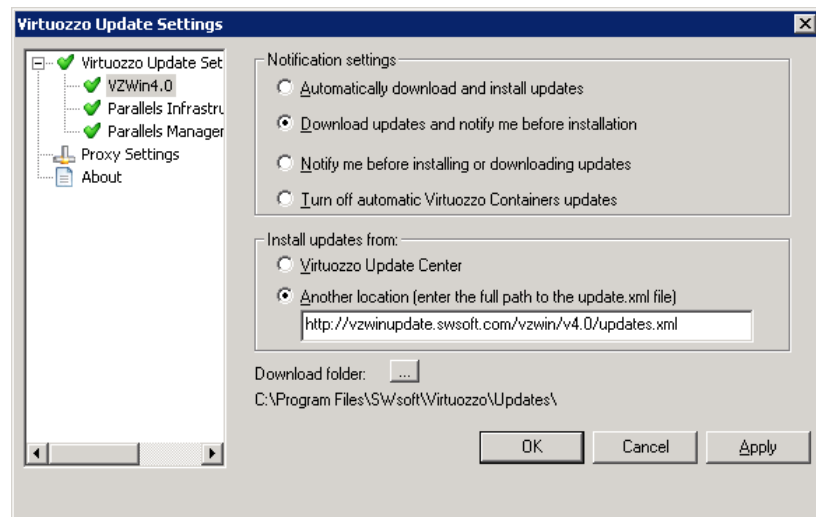 Virtuozzo Update Settings
Virtuozzo Update Set
VZWin4.0
Parallels Infrastru
Parallels Manager
Proxy Settings
About
Notification settings
Automatically download and install updates
Download updates and notify me before installation
Notify me before installing or downloading updates
Turn off automatic Virtuozzo Containers updates
Install updates from:
Virtuozzo Update Center
Another location (enter the full path to the update.xml file)
http://vzwinupdate.swsoft.com/vzwin/v4.0/updates.xml
Download folder: ...
C:\Program Files\SWsoft\Virtuozzo\Updates\
OK Cancel Apply